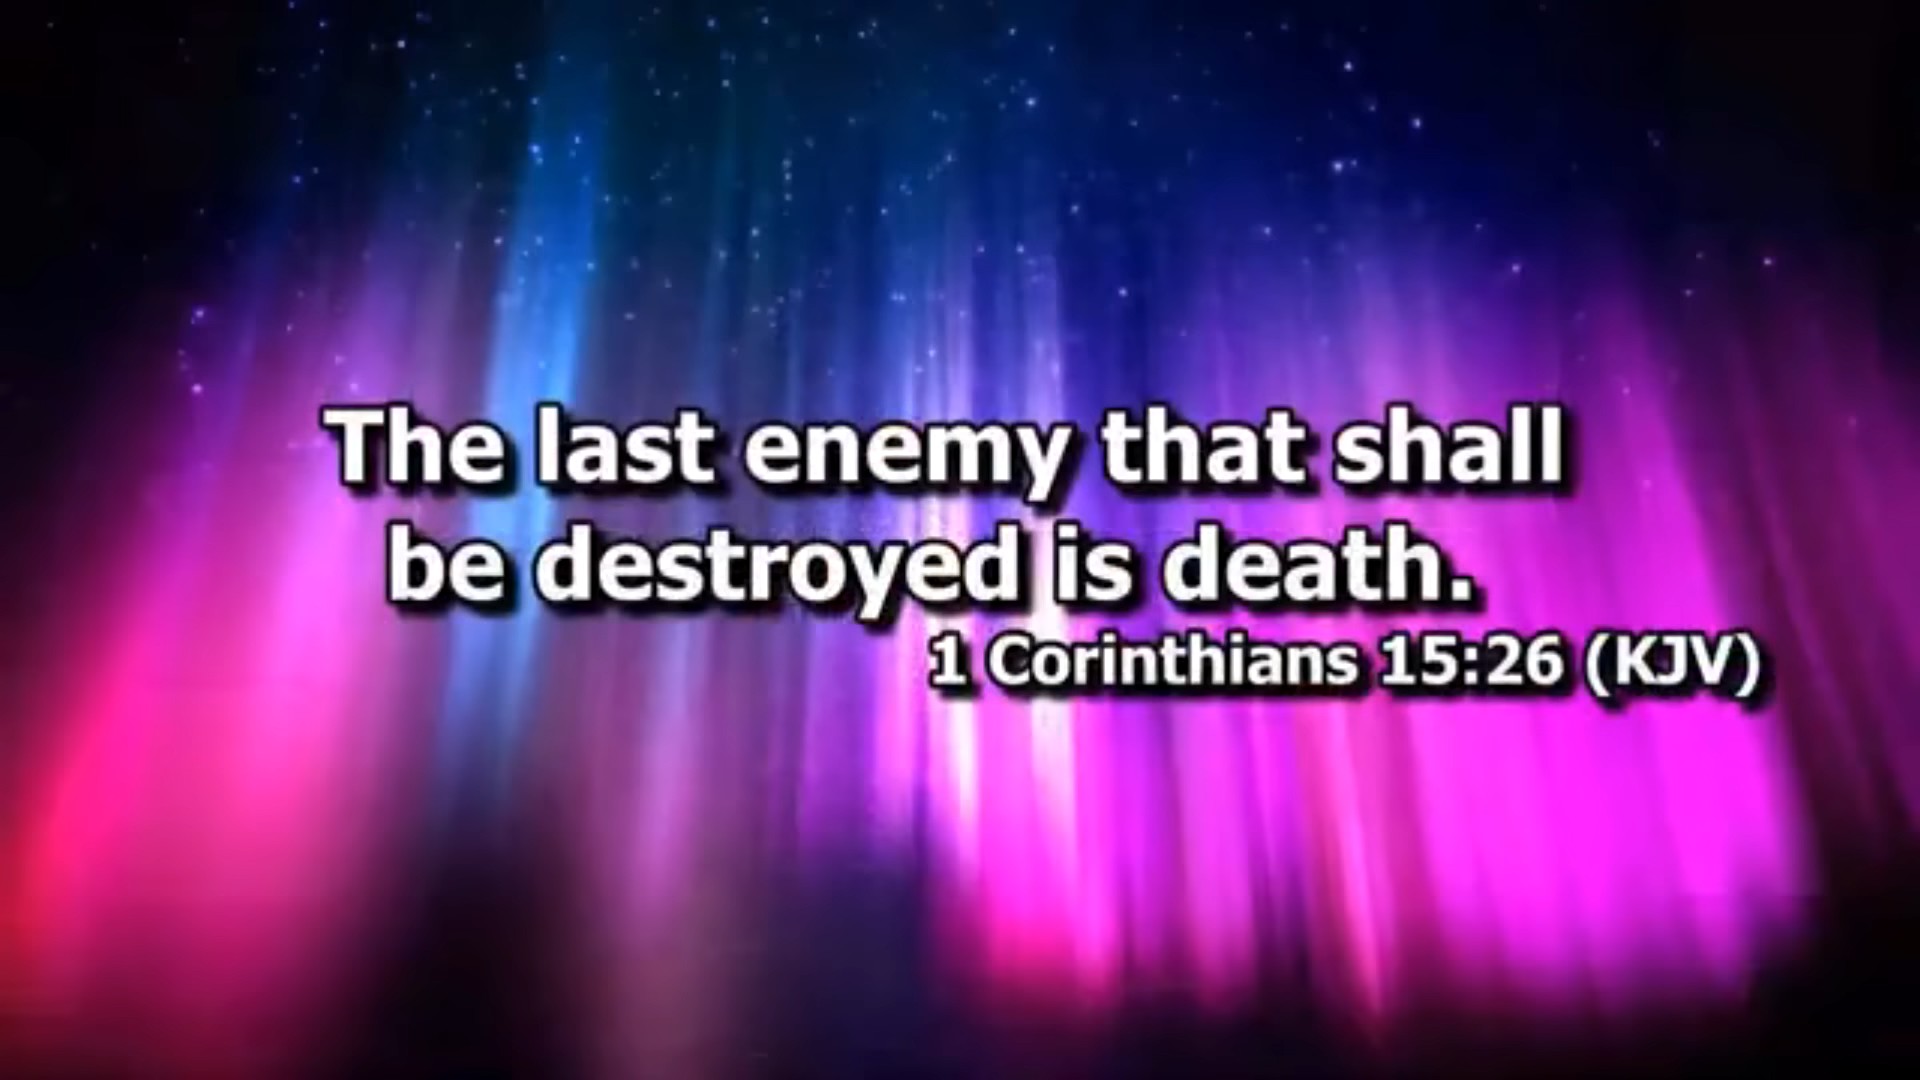 The last enemy that shall
be destroyed is death.
1 Corinthians 15:26 (KJV)